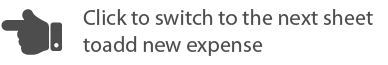 Click to switch to the next sheet
toadd new expense